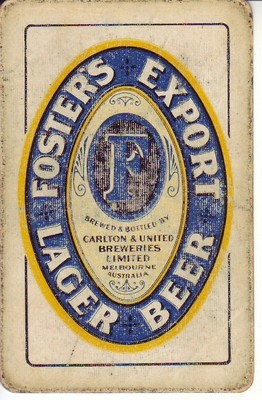 FOSTER'S EXPORT
LAGER BEER
F
BREWED & BOTTLED BY
CARLTON & UNITED
BREWERIES
LIMITED
MELBOURNE
AUSTRALIA